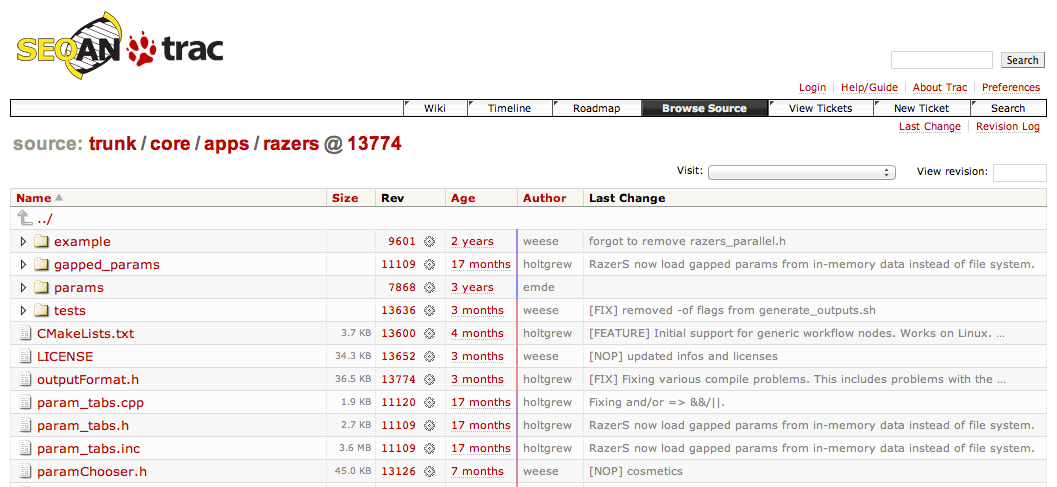 SEQAN trac
Search
Login Help/Guide About Trac Preferences
Wiki Timeline Roadmap Browse Source View Tickets New Ticket Search
Last Change Revision Log
source: trunk / core / apps / razers @ 13774
Visit: View revision:
Name Size Rev Age Author Last Change
../
example 9601 2 years weese forgot to remove razers_parallel.h
gapped_params 11109 17 months holtgrew RazerS now load gapped params from in-memory data instead of file system.
params 7868 3 years emde
tests 13636 3 months weese [FIX] removed -of flags from generate_outputs.sh
CMakeLists.txt 3.7 KB 13600 4 months holtgrew [FEATURE] Initial support for generic workflow nodes. Works on Linux. …
LICENSE 34.3 KB 13652 3 months weese [NOP] updated infos and licenses
outputFormat.h 36.5 KB 13774 3 months holtgrew [FIX] Fixing various compile problems. This includes problems with the …
param_tabs.cpp 1.9 KB 11120 17 months holtgrew Fixing and/or => &&/||.
param_tabs.h 2.7 KB 11109 17 months holtgrew RazerS now load gapped params from in-memory data instead of file system.
param_tabs.inc 3.6 MB 11109 17 months holtgrew RazerS now load gapped params from in-memory data instead of file system.
paramChooser.h 45.0 KB 13126 7 months weese [NOP] cosmetics